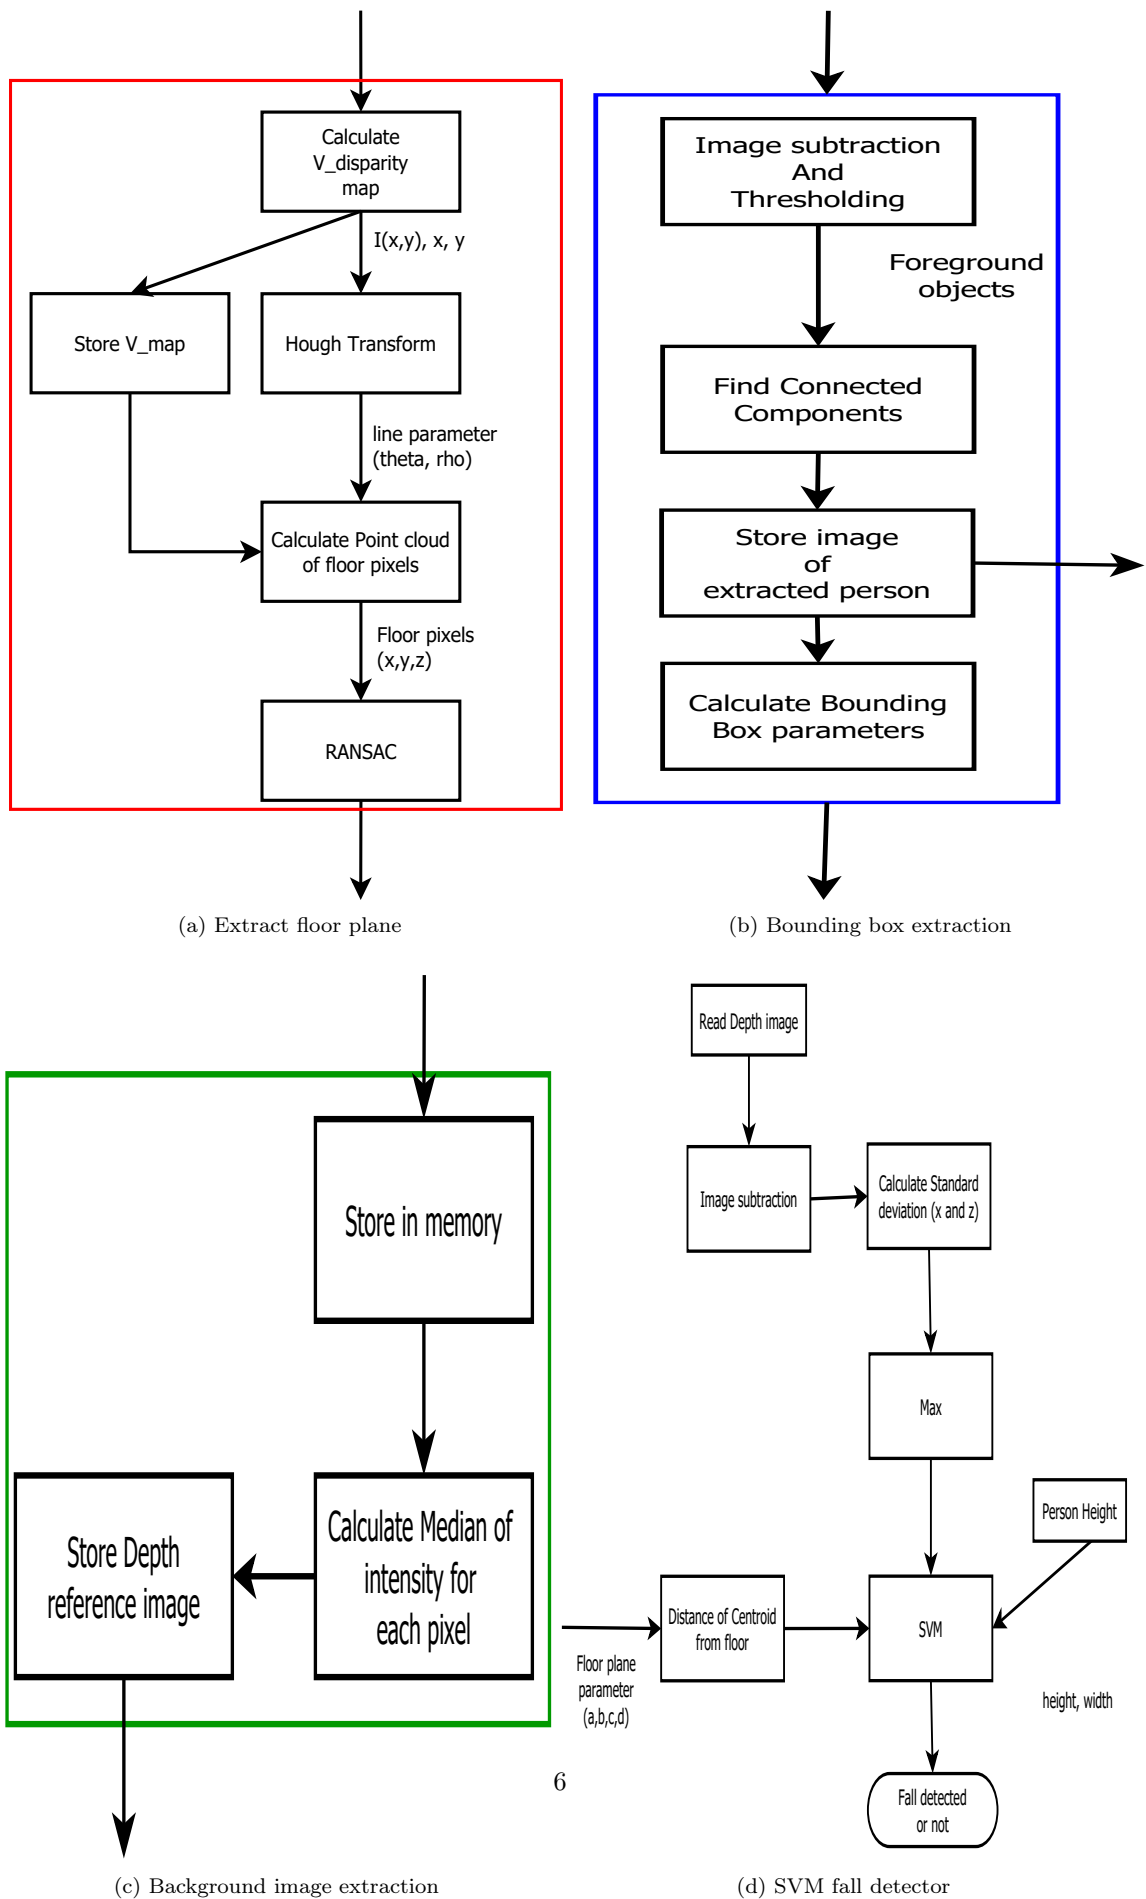 Calculate
V_disparity
map
I(x,y), x, y
Store V_map
Hough Transform
line parameter
(theta, rho)
Calculate Point cloud
of floor pixels
Floor pixels
(x,y,z)
RANSAC
(a) Extract floor plane
Image subtraction
And
Thresholding
Foreground
objects
Find Connected
Components
Store image
of
extracted person
Calculate Bounding
Box parameters
(b) Bounding box extraction
Store in memory
Calculate Median of
intensity for
each pixel
Store Depth
reference image
(c) Background image extraction
Read Depth image
Image subtraction
Calculate Standard
deviation (x and z)
Max
Person Height
SVM
Distance of Centroid
from floor
Floor plane
parameter
(a,b,c,d)
height, width
Fall detected
or not
(d) SVM fall detector
6